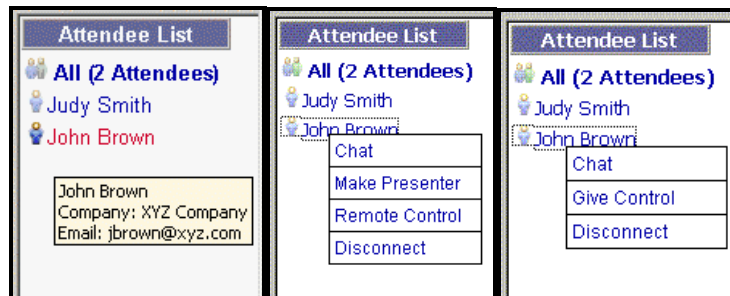 Attendee List
All (2 Attendees)
Judy Smith
John Brown
John Brown
Company: XYZ Company
Email: jbrown@xyz.com
Attendee List
All (2 Attendees)
Judy Smith
John Brown
Chat
Make Presenter
Remote Control
Disconnect
Attendee List
All (2 Attendees)
Judy Smith
John Brown
Chat
Give Control
Disconnect